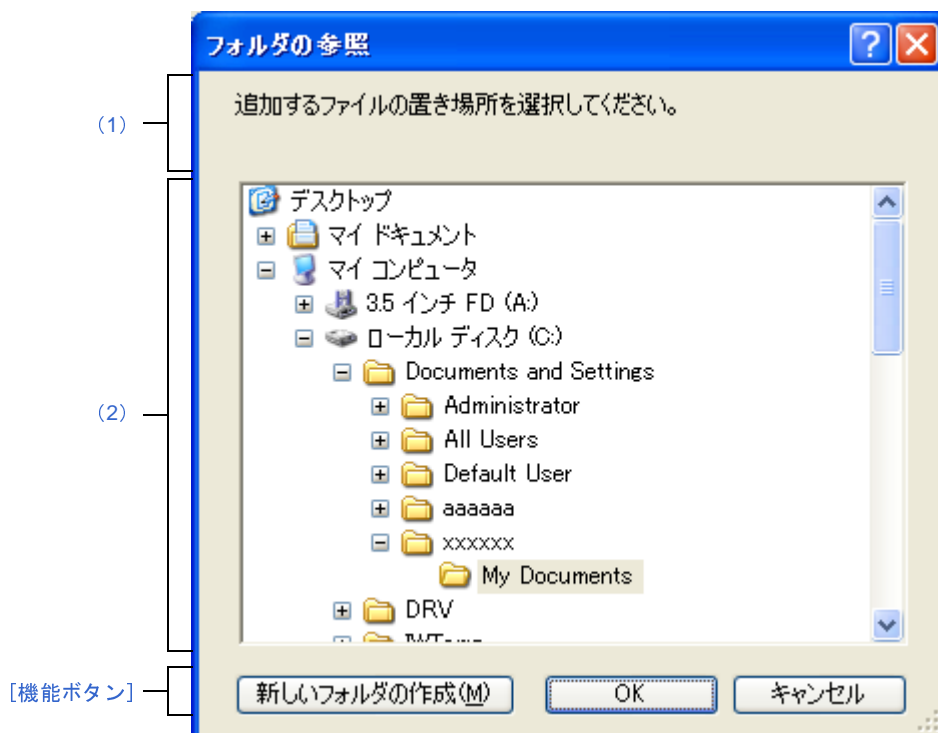 フォルダの参照
(1)
追加するファイルの置き場所を選択してください。
(2)
デスクトップ
マイ ドキュメント
マイ コンピュータ
3.5 インチ FD (A:)
ローカル ディスク (C:)
Documents and Settings
Administrator
All Users
Default User
aaaaaa
xxxxxx
My Documents
DRV
[機能ボタン]
新しいフォルダの作成(M) OK キャンセル